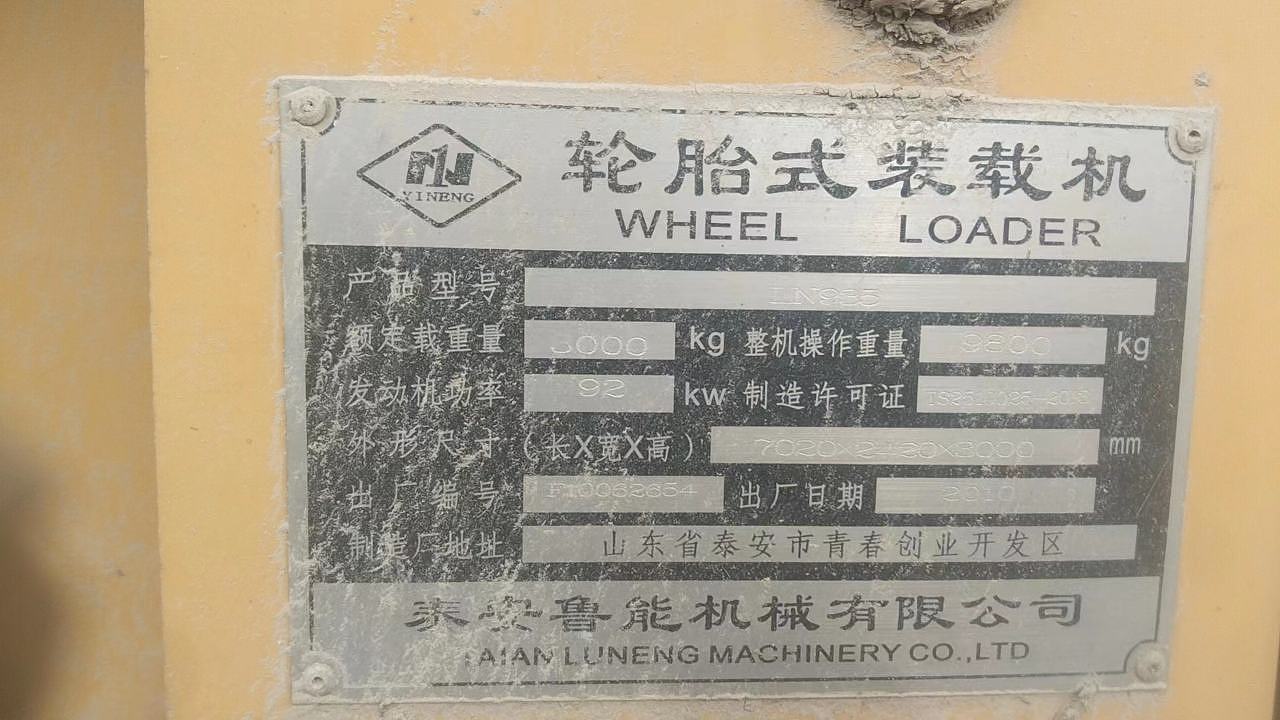 YINENG
轮胎式装载机
WHEEL LOADER
产品型号 LN935
额定载重量 3000 kg 整机操作重量 9800 kg
发动机功率 92 kw 制造许可证
外形尺寸(长X宽X高) 7020X2420X3000 mm
出厂编号 出厂日期 2010
制造厂地址 山东省泰安市青春创业开发区
泰安鲁能机械有限公司
TAIAN LUNENG MACHINERY CO.,LTD